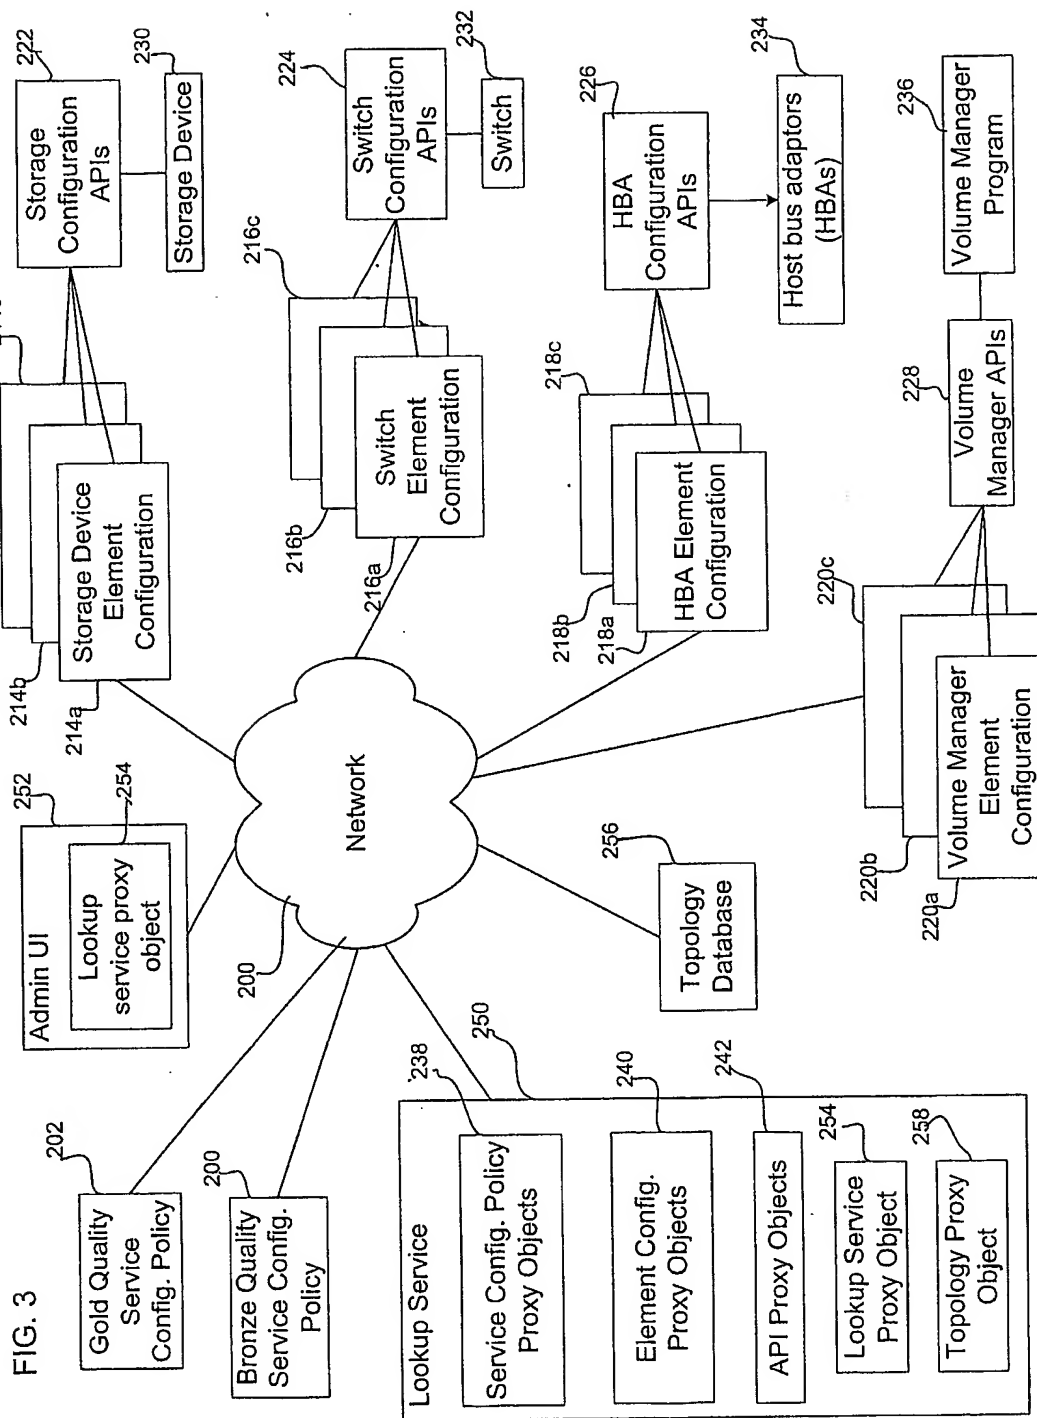 FIG. 3
202
Gold Quality
Service
Config. Policy
200
Bronze Quality
Service Config.
Policy
Admin UI
252
254
Lookup
service proxy
object
200
Network
214b
214a
Storage Device
Element
Configuration
222
Storage
Configuration
APIs
230
Storage Device
216c
216b
216a
Switch
Element
Configuration
224
Switch
Configuration
APIs
232
Switch
218c
218b
218a
HBA Element
Configuration
226
HBA
Configuration
APIs
234
Host bus adaptors
(HBAs)
220c
220b
220a
Volume Manager
Element
Configuration
228
Volume
Manager APIs
236
Volume Manager
Program
256
Topology
Database
250
Lookup Service
238
Service Config. Policy
Proxy Objects
240
Element Config.
Proxy Objects
242
API Proxy Objects
254
Lookup Service
Proxy Object
258
Topology Proxy
Object